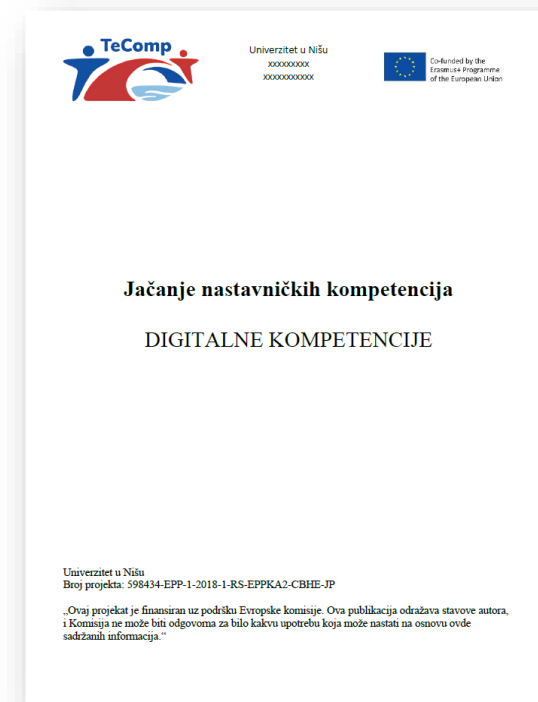 TeComp
Univerzitet u Nišu
xxxxxxxxx
xxxxxxxxxxx
Co-funded by the
Erasmus+ Programme
of the European Union
Jačanje nastavničkih kompetencija
DIGITALNE KOMPETENCIJE
Univerzitet u Nišu
Broj projekta: 598434-EPP-1-2018-1-RS-EPPKA2-CBHE-JP
„Ovaj projekat je finansiran uz podršku Evropske komisije. Ova publikacija odražava stavove autora,
i Komisija ne može biti odgovorna za bilo kakvu upotrebu koja može nastati na osnovu ovde
sadržanih informacija.“